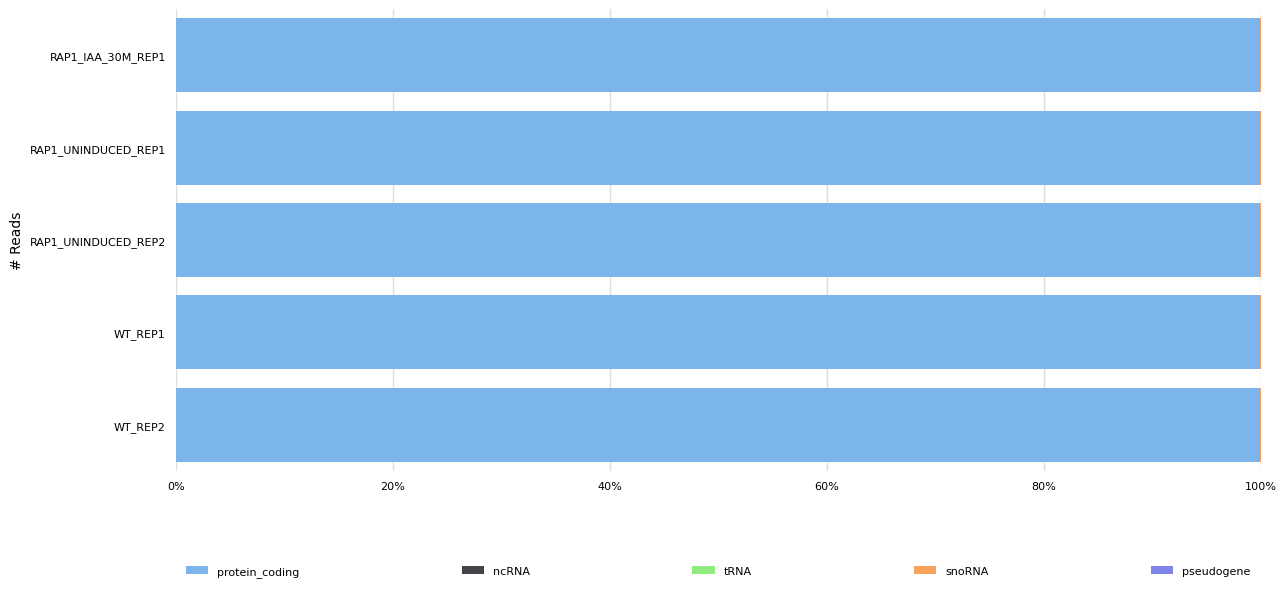 # Reads
RAP1_IAA_30M_REP1
RAP1_UNINDUCED_REP1
RAP1_UNINDUCED_REP2
WT_REP1
WT_REP2
0% 20% 40% 60% 80% 100%
protein_coding ncRNA tRNA snoRNA pseudogene